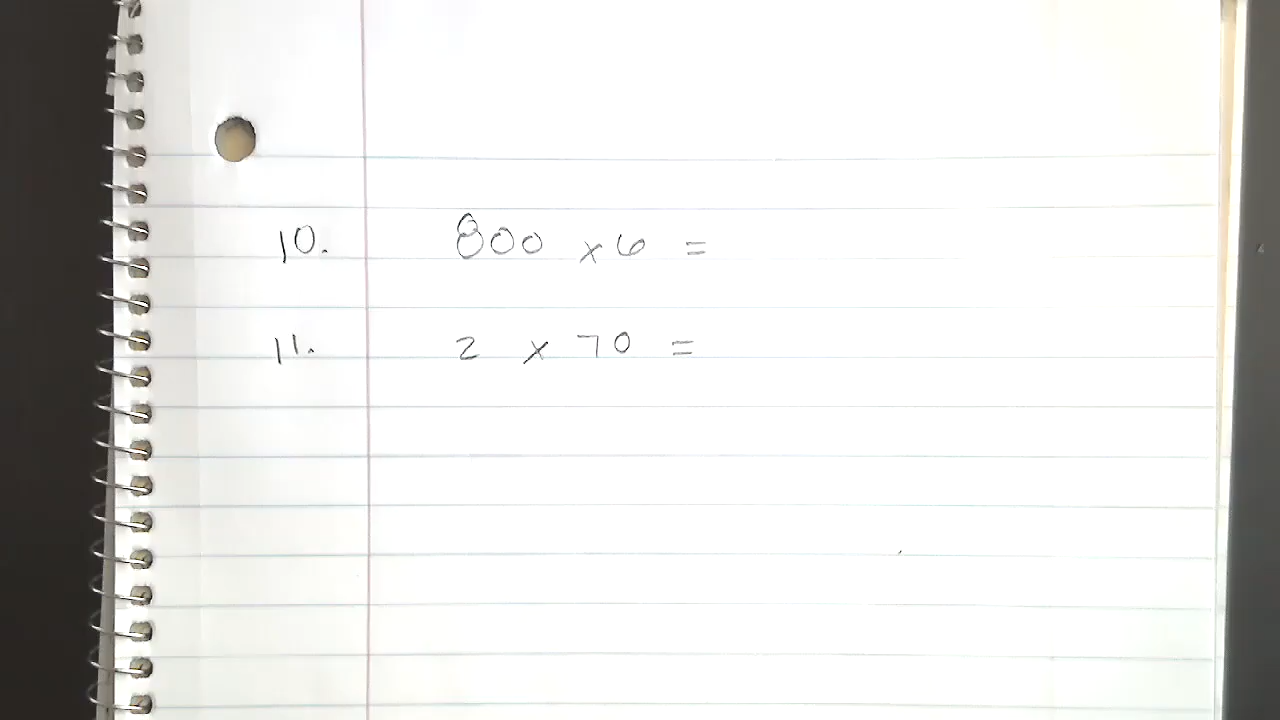 10. 800 x 6 =
11. 2 x 70 =